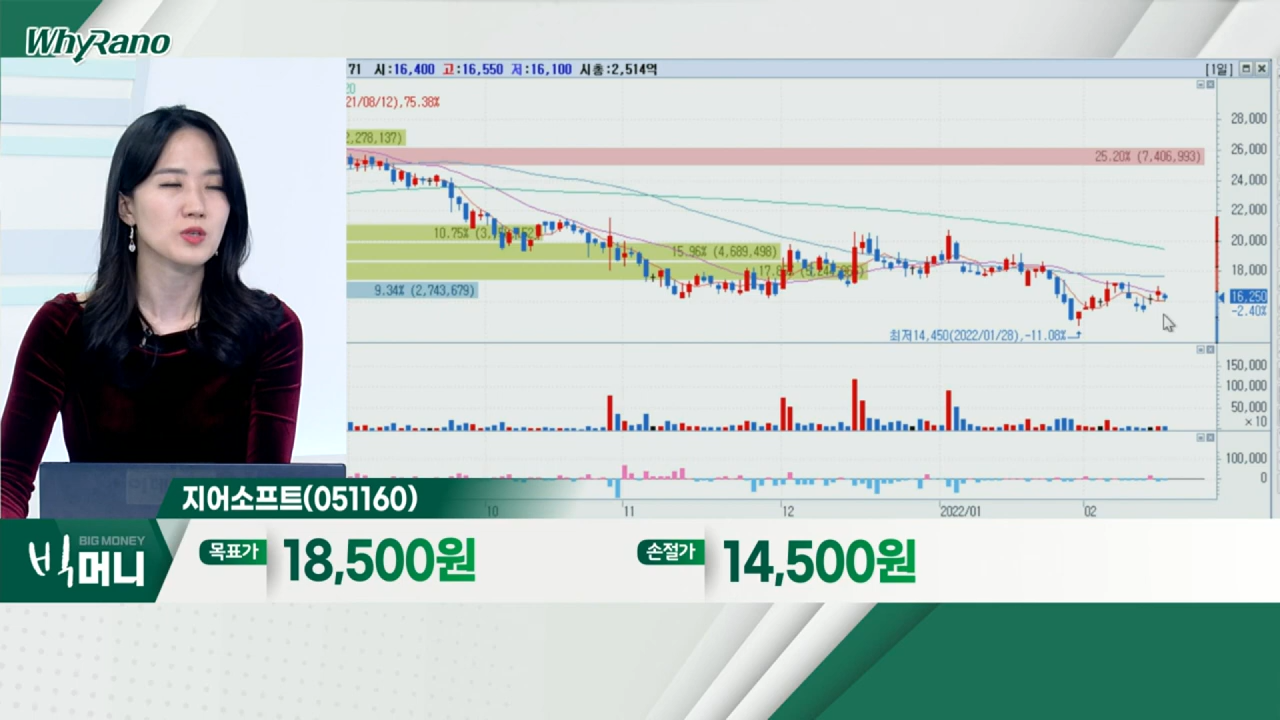 WhyRano
71 시:16,400 고:16,550 저:16,100 시총:2,514억
[1일]
20
21/08/12),75.38%
2,278,137)
25.20% (7,406,993)
10.75%
15.96% (4,689,498)
9.34% (2,743,679)
최저14,450(2022/01/28),-11.08%
28,000
26,000
24,000
22,000
20,000
18,000
16,250
-2.40%
150,000
100,000
50,000
×10
100,000
0
10
11
12
2022/01
02
지어소프트(051160)
BIG MONEY
빅머니
목표가 18,500원
손절가 14,500원